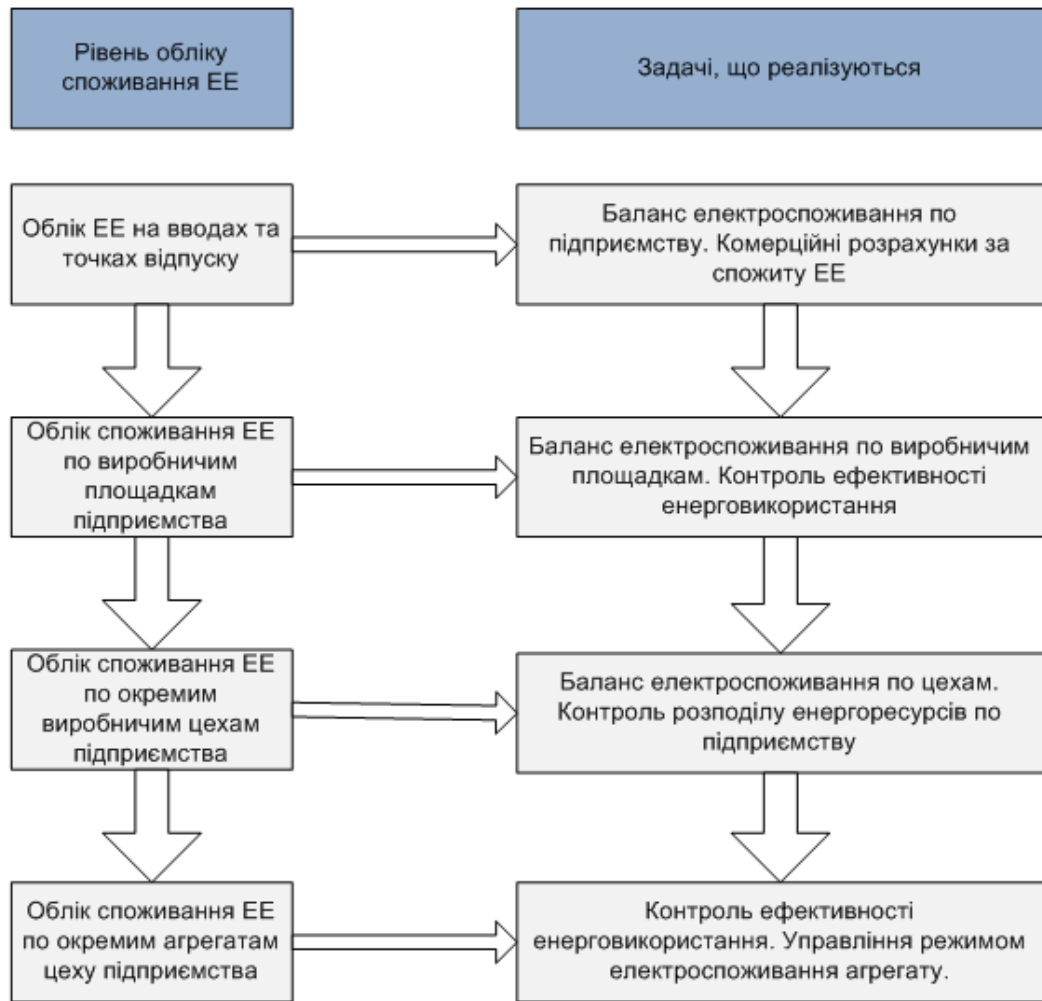 Рівень обліку
споживання ЕЕ
Задачі, що реалізуються
Облік ЕЕ на вводах та
точках відпуску
Баланс електроспоживання по
підприємству. Комерційні розрахунки за
спожиту ЕЕ
Облік споживання ЕЕ
по виробничим
площадкам
підприємства
Баланс електроспоживання по виробничим
площадкам. Контроль ефективності
енерговикористання
Облік споживання ЕЕ
по окремим
виробничим цехам
підприємства
Баланс електроспоживання по цехам.
Контроль розподілу енергоресурсів по
підприємству
Облік споживання ЕЕ
по окремим агрегатам
цеху підприємства
Контроль ефективності
енерговикористання. Управління режимом
електроспоживання агрегату.